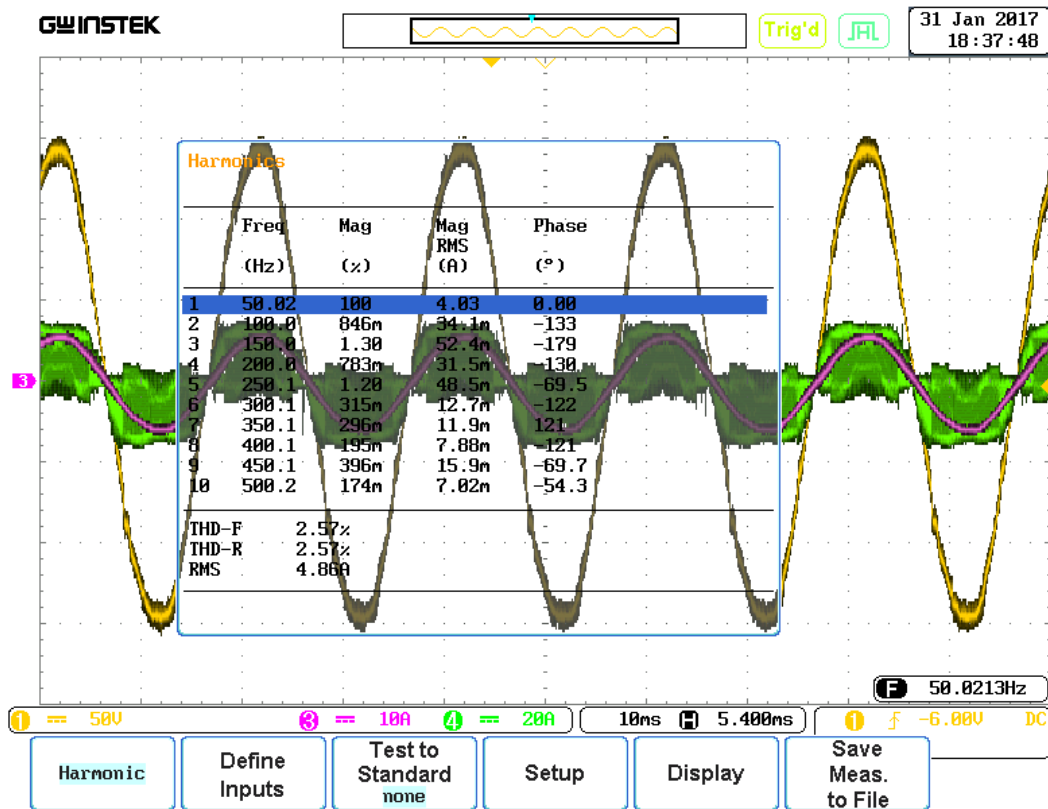 GWINSTEK
Trig'd
31 Jan 2017
18:37:48
Harmonics
Freq Mag Mag Phase
RMS
(Hz) (%) (A) (°)
1 50.02 100 4.03 0.00
2 100.0 846m 34.1m -133
3 150.0 1.30 52.4m -179
4 200.0 783m 31.5m -130
5 250.1 1.20 48.5m -69.5
6 300.1 315m 12.7m -122
7 350.1 296m 11.9m 121
8 400.1 195m 7.88m -121
9 450.1 396m 15.9m -69.7
10 500.2 174m 7.02m -54.3
THD-F 2.57%
THD-R 2.57%
RMS 4.86A
3
F 50.0213Hz
1 50V 3 10A 4 20A 10ms H 5.400ms 1 -6.00V DC
Harmonic
Define
Inputs
Test to
Standard
none
Setup
Display
Save
Meas.
to File